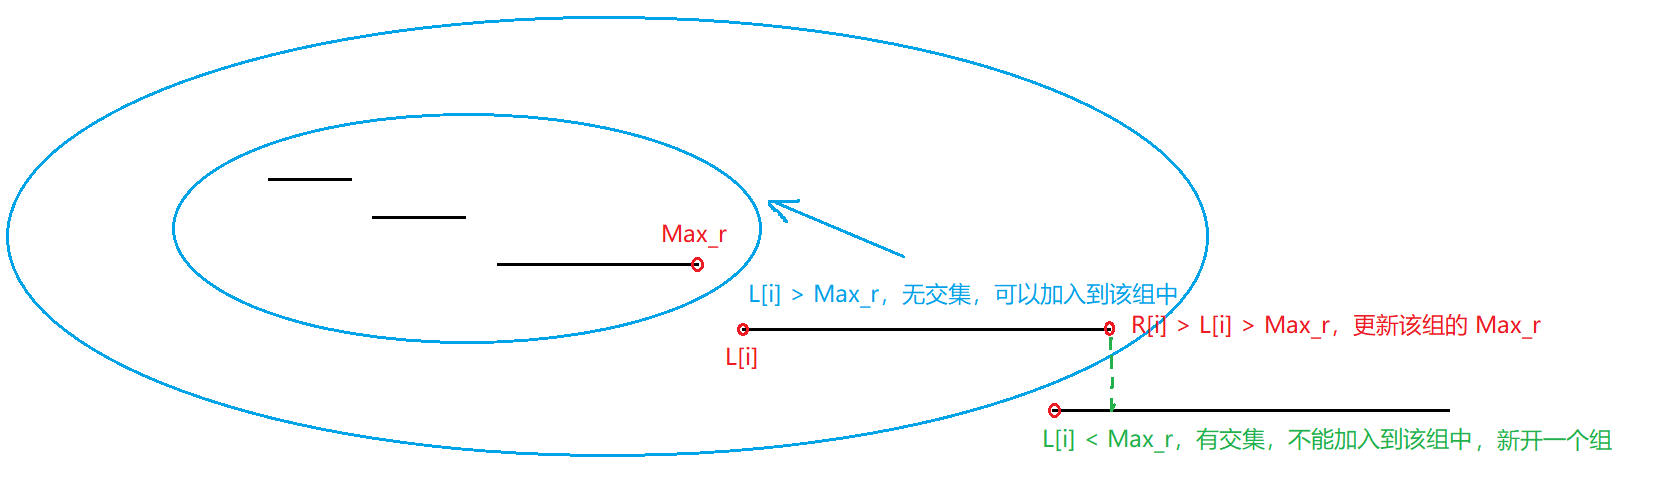 Max_r
L[i] > Max_r，无交集，可以加入到该组中
R[i] > L[i] > Max_r，更新该组的 Max_r
L[i]
L[i] < Max_r，有交集，不能加入到该组中，新开一个组